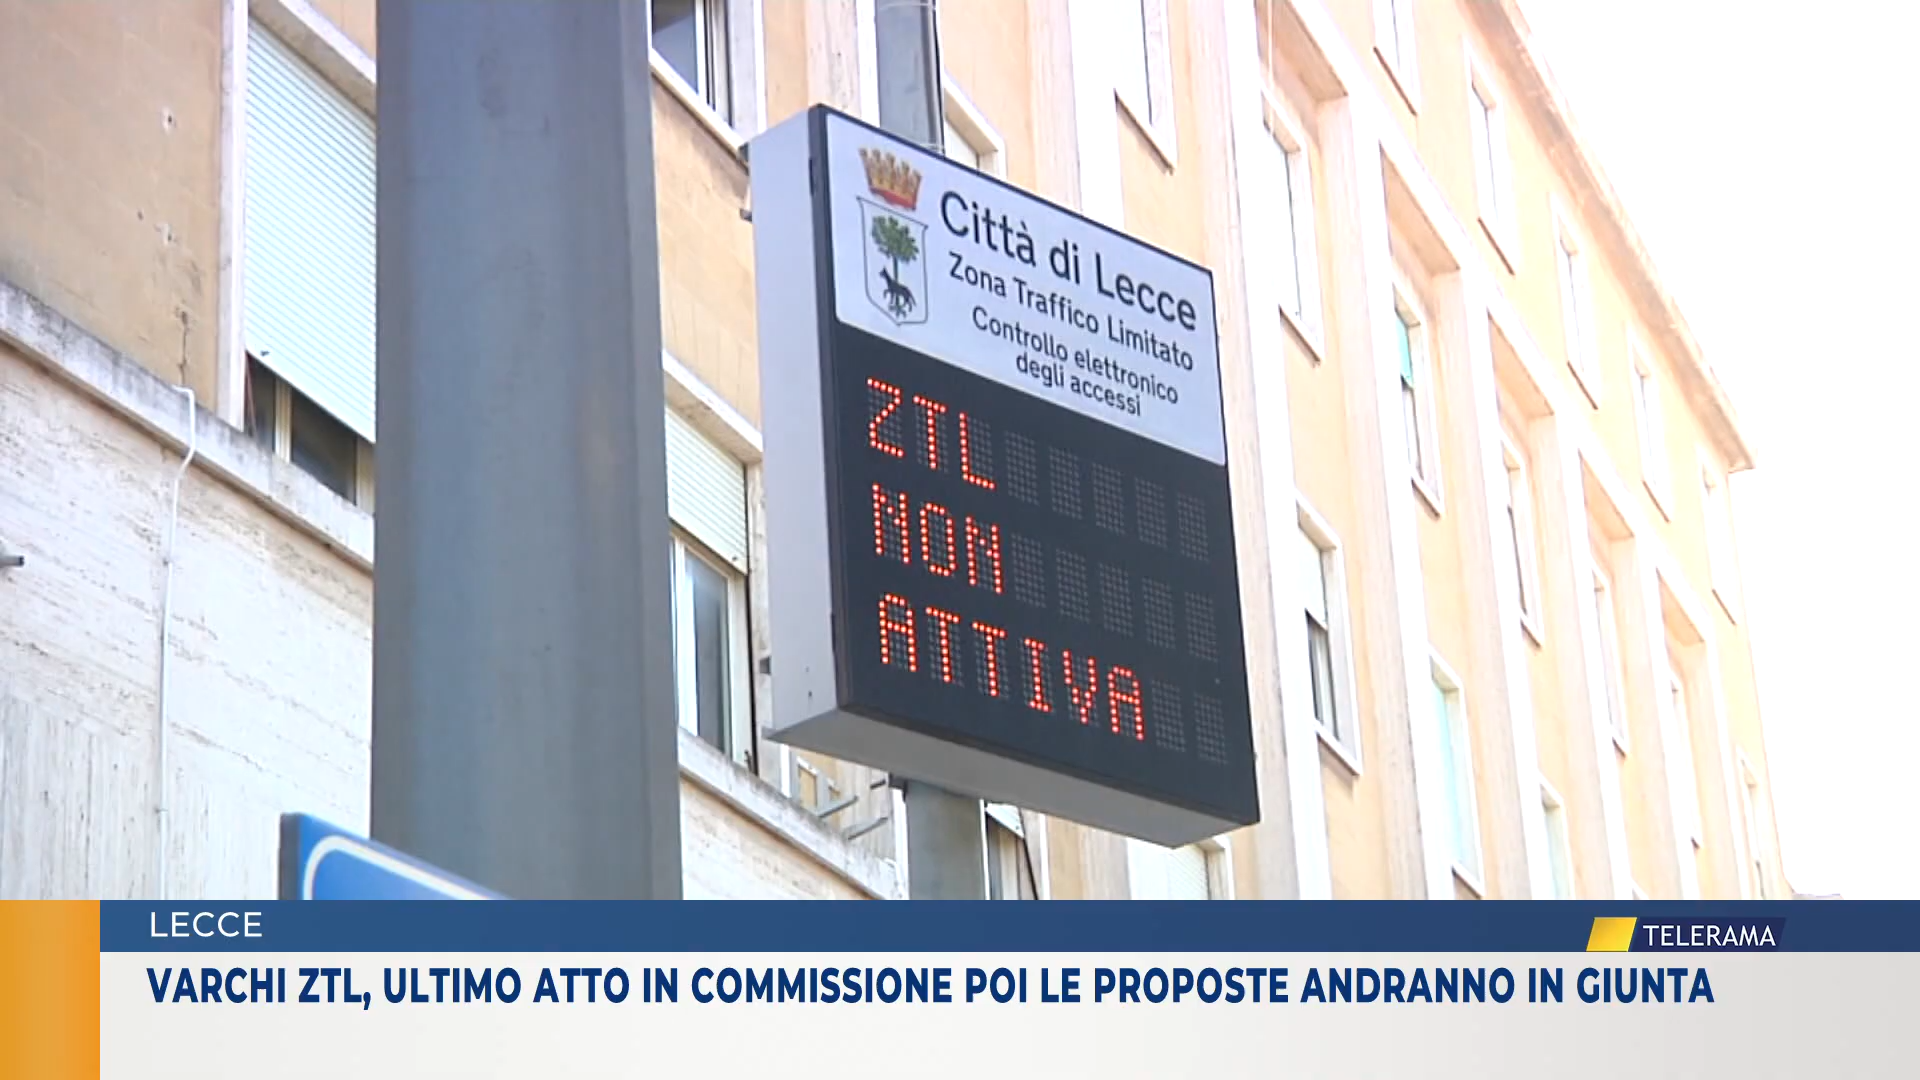 Città di Lecce
Zona Traffico Limitato
Controllo elettronico
degli accessi
ZTL
NON
ATTIVA
LECCE
TELERAMA
VARCHI ZTL, ULTIMO ATTO IN COMMISSIONE POI LE PROPOSTE ANDRANNO IN GIUNTA